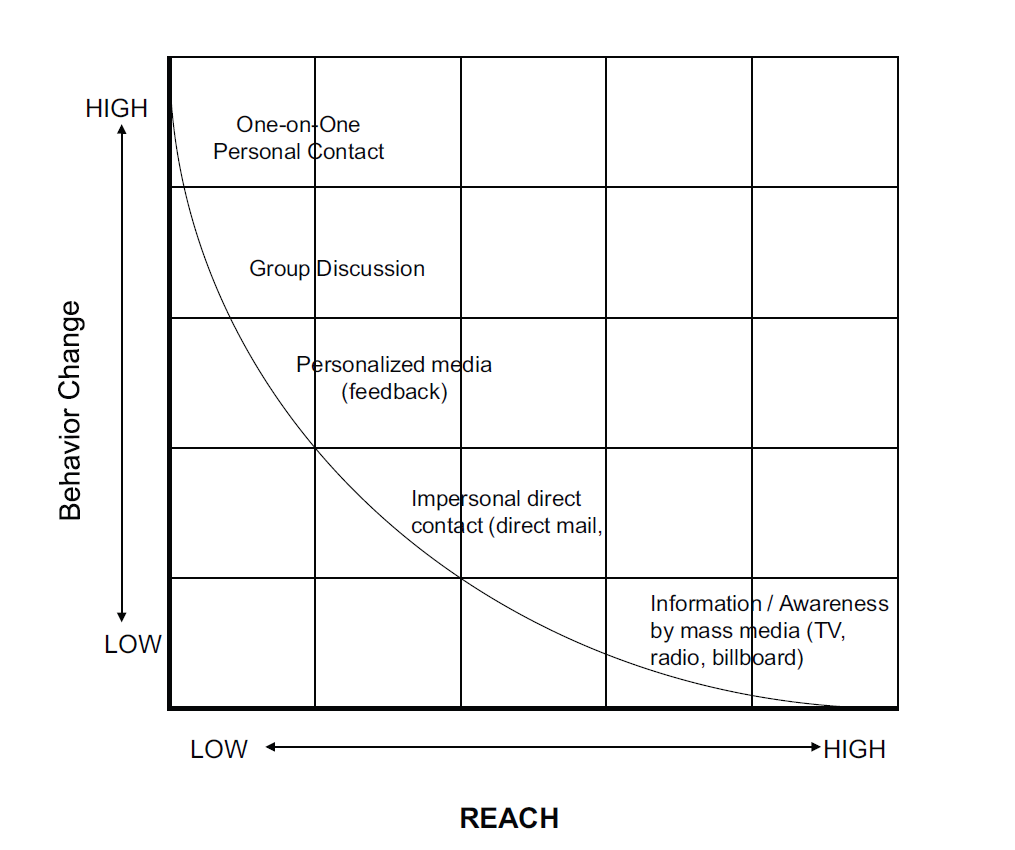 HIGH
One-on-One
Personal Contact
Group Discussion
Personalized media
(feedback)
Behavior Change
Impersonal direct
contact (direct mail,
Information / Awareness
by mass media (TV,
radio, billboard)
LOW
LOW
HIGH
REACH